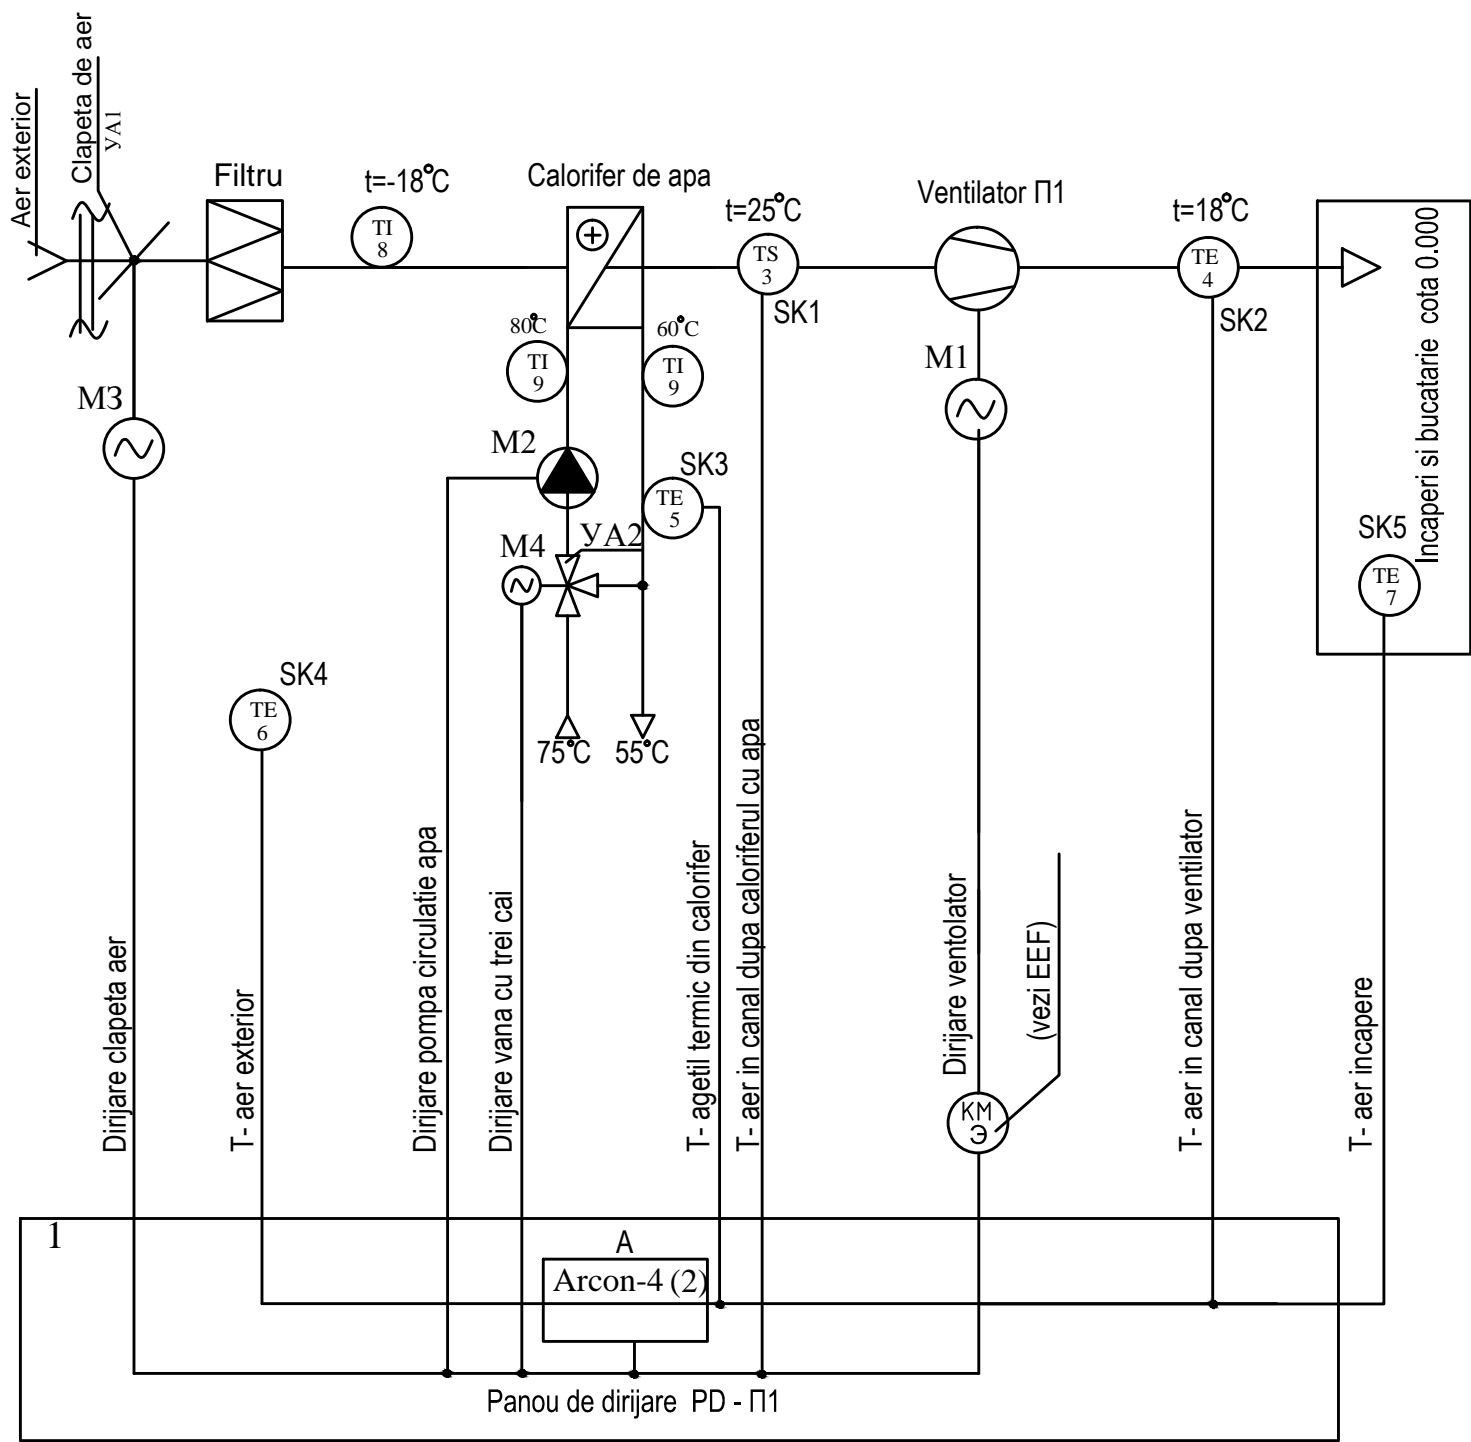 Aer exterior
Clapeta de aer
УА1
Filtru
t=-18°C
TI
8
Calorifer de apa
t=25°C
TS
3
SK1
Ventilator П1
t=18°C
TE
4
SK2
Incaperi si bucatarie cota 0.000
80°C
TI
9
60°C
TI
9
M3
M2
M1
SK3
TE
5
УА2
M4
SK5
TE
7
SK4
TE
6
75°C
55°C
Dirijare clapeta aer
T- aer exterior
Dirijare pompa circulatie apa
Dirijare vana cu trei cai
T- agetil termic din calorifer
T- aer in canal dupa caloriferul cu apa
Dirijare ventolator
(vezi EEF)
T- aer in canal dupa ventilator
T- aer incapere
КМ
Э
1
A
Arcon-4 (2)
Panou de dirijare PD - П1